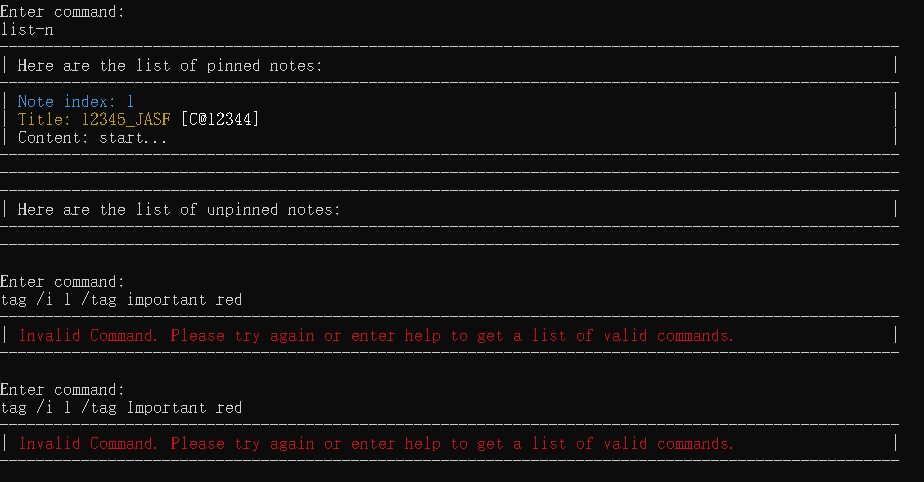 Enter command:
list-n
| Here are the list of pinned notes: |
| Note index: 1
| Title: 12345_JASF [C@12344] |
| Content: start... |
| Here are the list of unpinned notes: |
Enter command:
tag /i 1 /tag important red
| Invalid Command. Please try again or enter help to get a list of valid commands. |
Enter command:
tag /i 1 /tag Important red
| Invalid Command. Please try again or enter help to get a list of valid commands. |